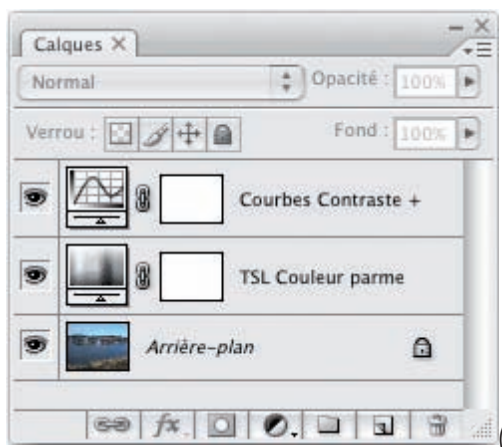 Calques
Normal Opacité : 100%
Verrou : Fond : 100%
Courbes Contraste +
TSL Couleur parme
Arrière-plan
fx